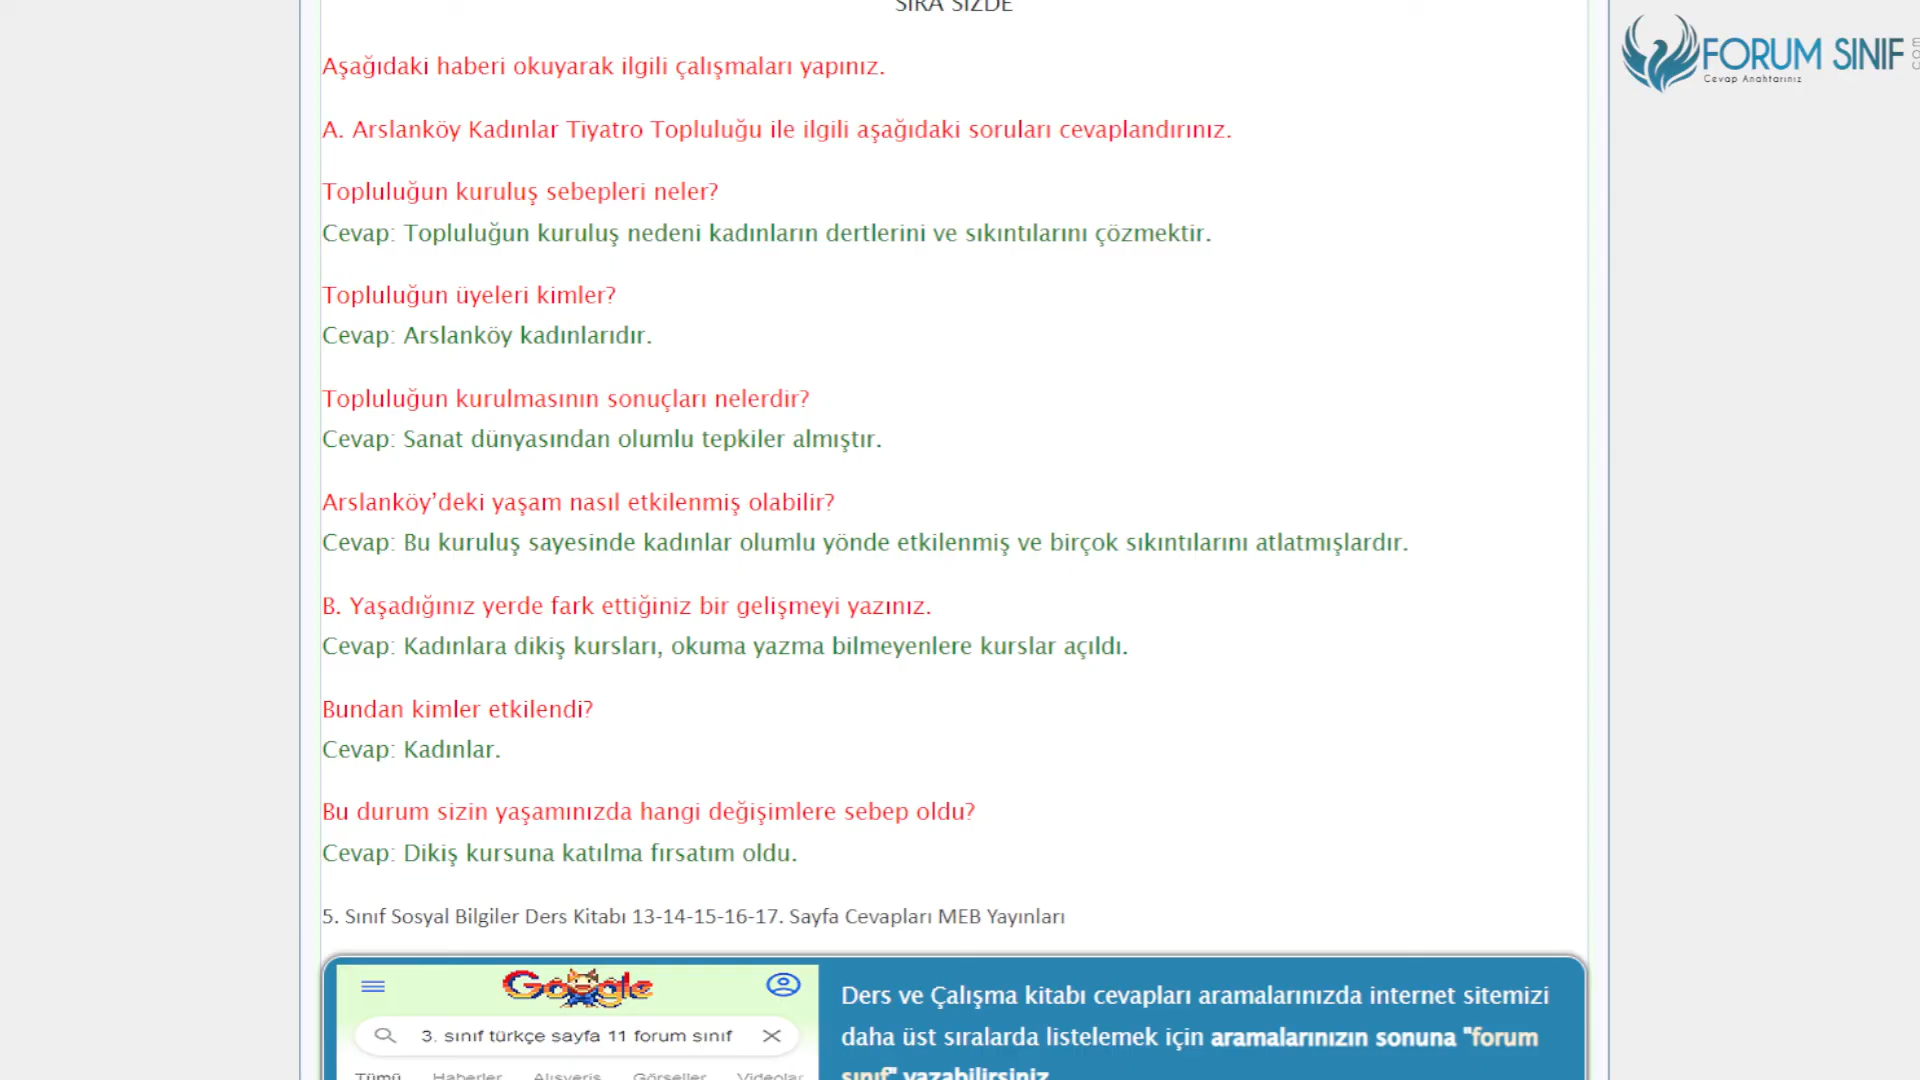 SIRA SİZDE
FORUM SINIF
com
Cevap Anahtarınız
Aşağıdaki haberi okuyarak ilgili çalışmaları yapınız.
A. Arslanköy Kadınlar Tiyatro Topluluğu ile ilgili aşağıdaki soruları cevaplandırınız.
Topluluğun kuruluş sebepleri neler?
Cevap: Topluluğun kuruluş nedeni kadınların dertlerini ve sıkıntılarını çözmektir.
Topluluğun üyeleri kimler?
Cevap: Arslanköy kadınlarıdır.
Topluluğun kurulmasının sonuçları nelerdir?
Cevap: Sanat dünyasından olumlu tepkiler almıştır.
Arslanköy’deki yaşam nasıl etkilenmiş olabilir?
Cevap: Bu kuruluş sayesinde kadınlar olumlu yönde etkilenmiş ve birçok sıkıntılarını atlatmışlardır.
B. Yaşadığınız yerde fark ettiğiniz bir gelişmeyi yazınız.
Cevap: Kadınlara dikiş kursları, okuma yazma bilmeyenlere kurslar açıldı.
Bundan kimler etkilendi?
Cevap: Kadınlar.
Bu durum sizin yaşamınızda hangi değişimlere sebep oldu?
Cevap: Dikiş kursuna katılma fırsatım oldu.
5. Sınıf Sosyal Bilgiler Ders Kitabı 13-14-15-16-17. Sayfa Cevapları MEB Yayınları
Google
3. sınıf türkçe sayfa 11 forum sınıf
Tümü Haberler Alışveriş Görseller Videolar
Ders ve Çalışma kitabı cevapları aramalarınızda internet sitemizi
daha üst sıralarda listelemek için aramalarınızın sonuna "forum
sınıf" yazabilirsiniz.